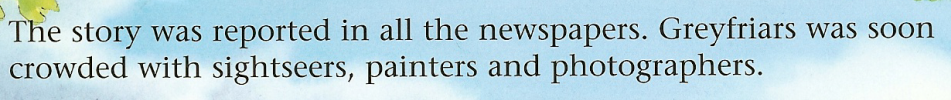 The story was reported in all the newspapers. Greyfriars was soon
crowded with sightseers, painters and photographers.